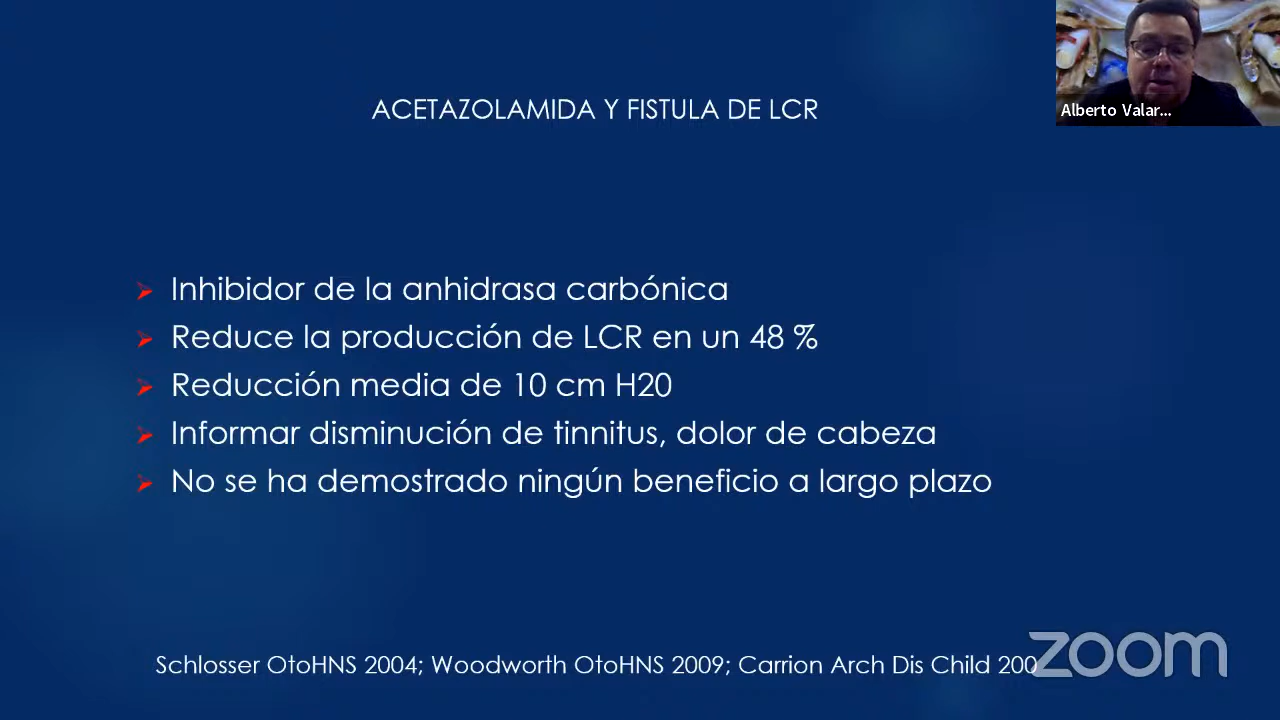 ACETAZOLAMIDA Y FISTULA DE LCR
Alberto Valar...
Inhibidor de la anhidrasa carbónica
Reduce la producción de LCR en un 48 %
Reducción media de 10 cm H20
Informar disminución de tinnitus, dolor de cabeza
No se ha demostrado ningún beneficio a largo plazo
Schlosser OtoHNS 2004; Woodworth OtoHNS 2009; Carrion Arch Dis Child 200
zoom